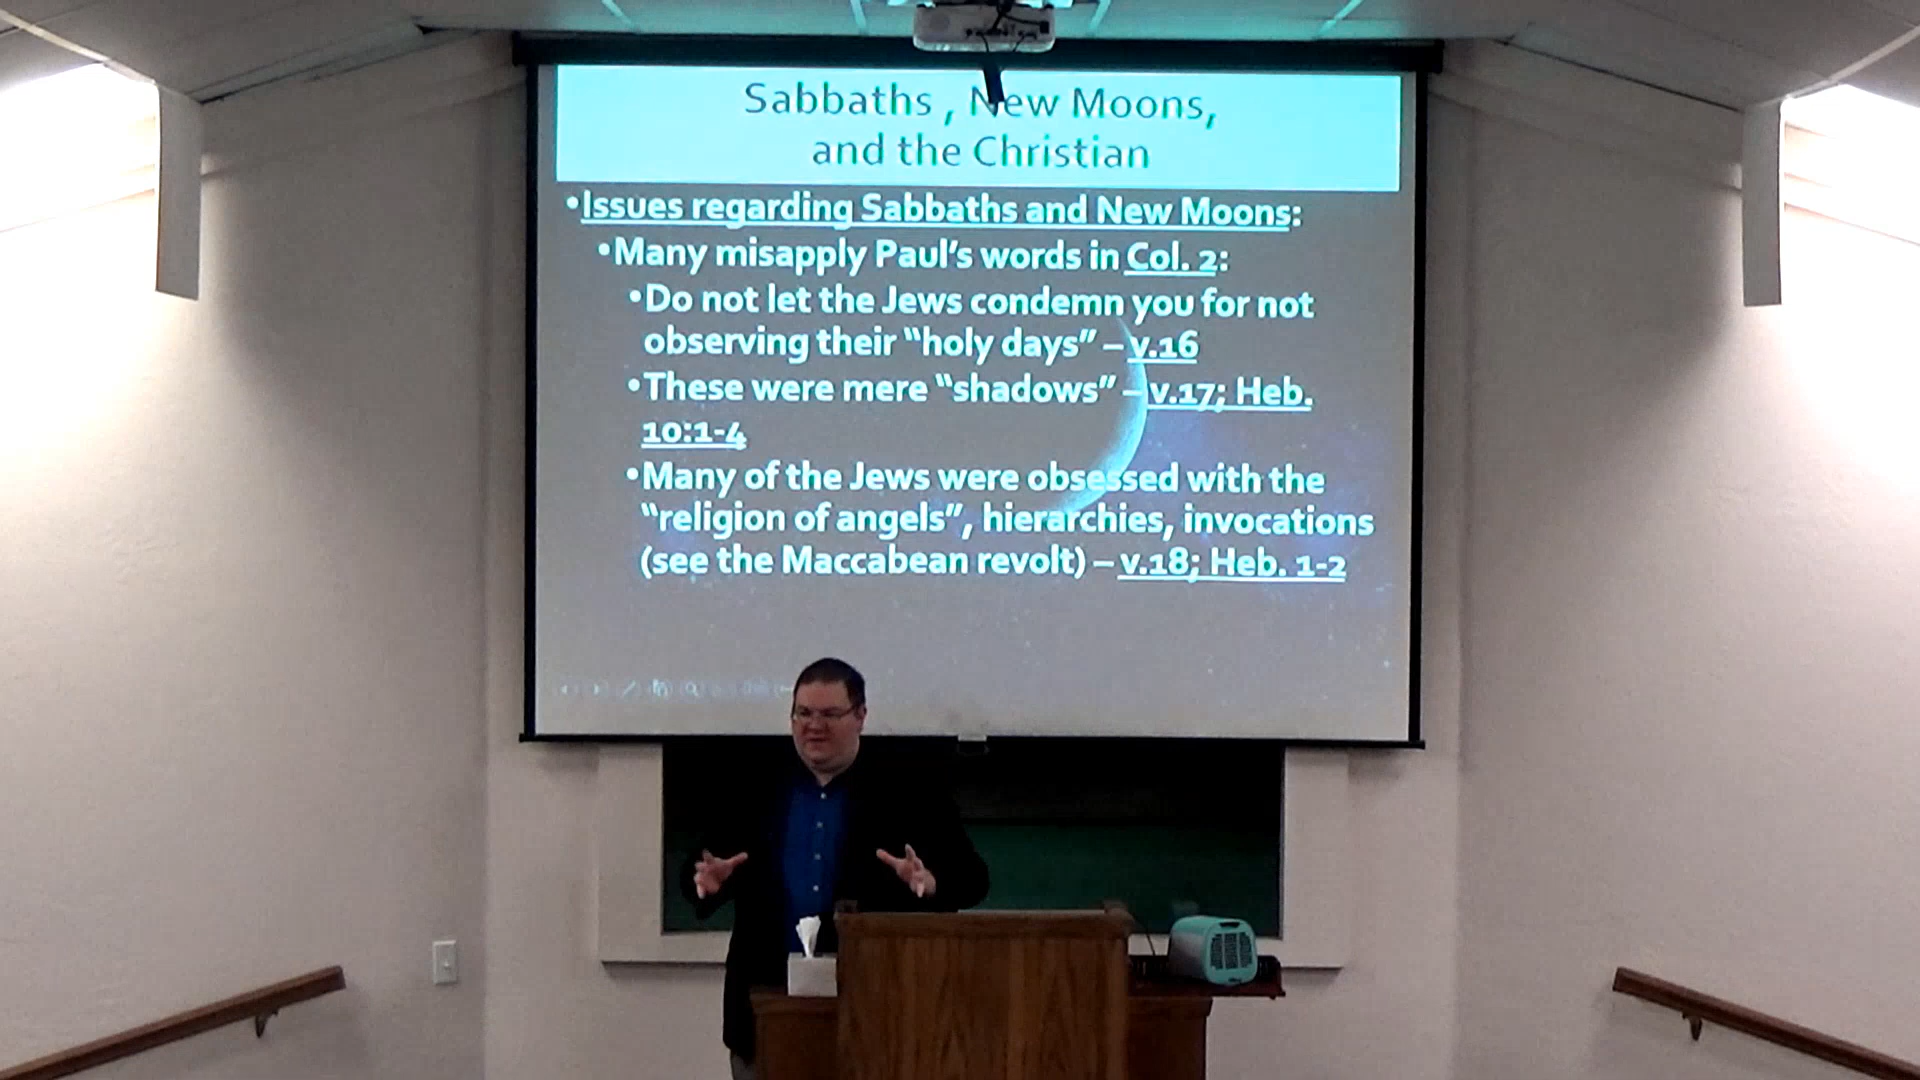 Sabbaths , New Moons,
and the Christian
•Issues regarding Sabbaths and New Moons:
•Many misapply Paul's words in Col. 2:
•Do not let the Jews condemn you for not
observing their “holy days” – v.16
•These were mere “shadows” – v.17; Heb.
10:1-4
•Many of the Jews were obsessed with the
“religion of angels”, hierarchies, invocations
(see the Maccabean revolt) – v.18; Heb. 1-2